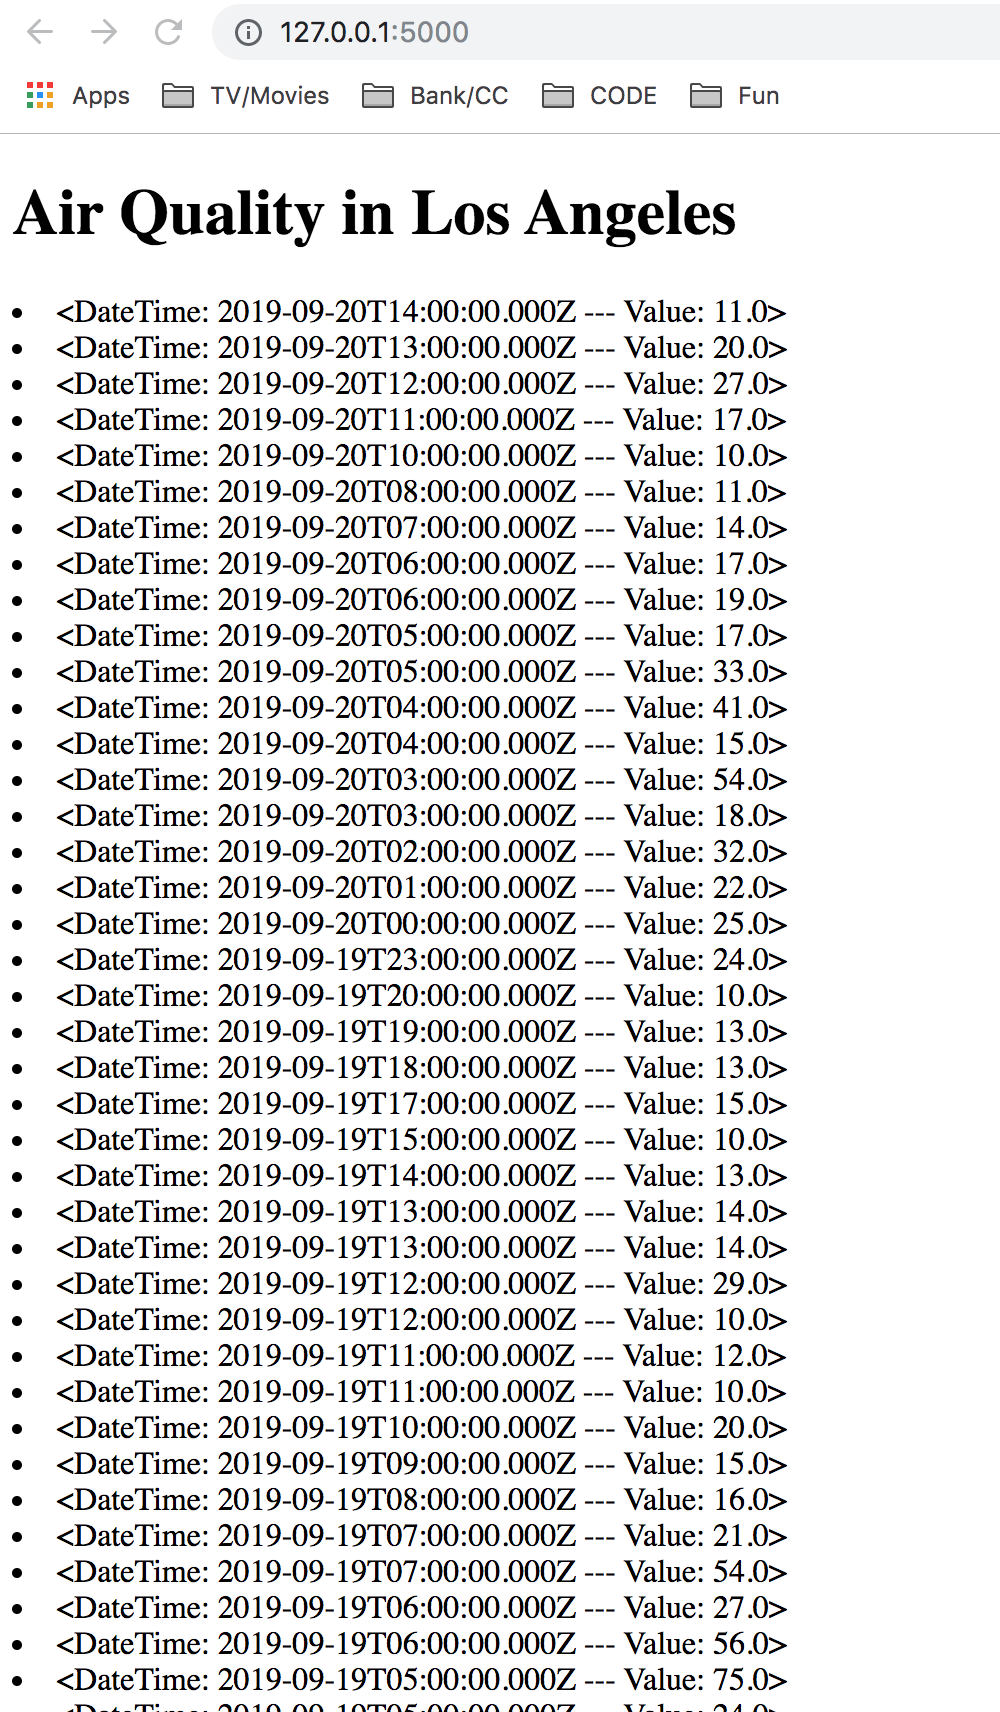 127.0.0.1:5000
Apps TV/Movies Bank/CC CODE Fun
Air Quality in Los Angeles
<DateTime: 2019-09-20T14:00:00.000Z --- Value: 11.0>
<DateTime: 2019-09-20T13:00:00.000Z --- Value: 20.0>
<DateTime: 2019-09-20T12:00:00.000Z --- Value: 27.0>
<DateTime: 2019-09-20T11:00:00.000Z --- Value: 17.0>
<DateTime: 2019-09-20T10:00:00.000Z --- Value: 10.0>
<DateTime: 2019-09-20T08:00:00.000Z --- Value: 11.0>
<DateTime: 2019-09-20T07:00:00.000Z --- Value: 14.0>
<DateTime: 2019-09-20T06:00:00.000Z --- Value: 17.0>
<DateTime: 2019-09-20T06:00:00.000Z --- Value: 19.0>
<DateTime: 2019-09-20T05:00:00.000Z --- Value: 17.0>
<DateTime: 2019-09-20T05:00:00.000Z --- Value: 33.0>
<DateTime: 2019-09-20T04:00:00.000Z --- Value: 41.0>
<DateTime: 2019-09-20T04:00:00.000Z --- Value: 15.0>
<DateTime: 2019-09-20T03:00:00.000Z --- Value: 54.0>
<DateTime: 2019-09-20T03:00:00.000Z --- Value: 18.0>
<DateTime: 2019-09-20T02:00:00.000Z --- Value: 32.0>
<DateTime: 2019-09-20T01:00:00.000Z --- Value: 22.0>
<DateTime: 2019-09-20T00:00:00.000Z --- Value: 25.0>
<DateTime: 2019-09-19T23:00:00.000Z --- Value: 24.0>
<DateTime: 2019-09-19T20:00:00.000Z --- Value: 10.0>
<DateTime: 2019-09-19T19:00:00.000Z --- Value: 13.0>
<DateTime: 2019-09-19T18:00:00.000Z --- Value: 13.0>
<DateTime: 2019-09-19T17:00:00.000Z --- Value: 15.0>
<DateTime: 2019-09-19T15:00:00.000Z --- Value: 10.0>
<DateTime: 2019-09-19T14:00:00.000Z --- Value: 13.0>
<DateTime: 2019-09-19T13:00:00.000Z --- Value: 14.0>
<DateTime: 2019-09-19T13:00:00.000Z --- Value: 14.0>
<DateTime: 2019-09-19T12:00:00.000Z --- Value: 29.0>
<DateTime: 2019-09-19T12:00:00.000Z --- Value: 10.0>
<DateTime: 2019-09-19T11:00:00.000Z --- Value: 12.0>
<DateTime: 2019-09-19T11:00:00.000Z --- Value: 10.0>
<DateTime: 2019-09-19T10:00:00.000Z --- Value: 20.0>
<DateTime: 2019-09-19T09:00:00.000Z --- Value: 15.0>
<DateTime: 2019-09-19T08:00:00.000Z --- Value: 16.0>
<DateTime: 2019-09-19T07:00:00.000Z --- Value: 21.0>
<DateTime: 2019-09-19T07:00:00.000Z --- Value: 54.0>
<DateTime: 2019-09-19T06:00:00.000Z --- Value: 27.0>
<DateTime: 2019-09-19T06:00:00.000Z --- Value: 56.0>
<DateTime: 2019-09-19T05:00:00.000Z --- Value: 75.0>